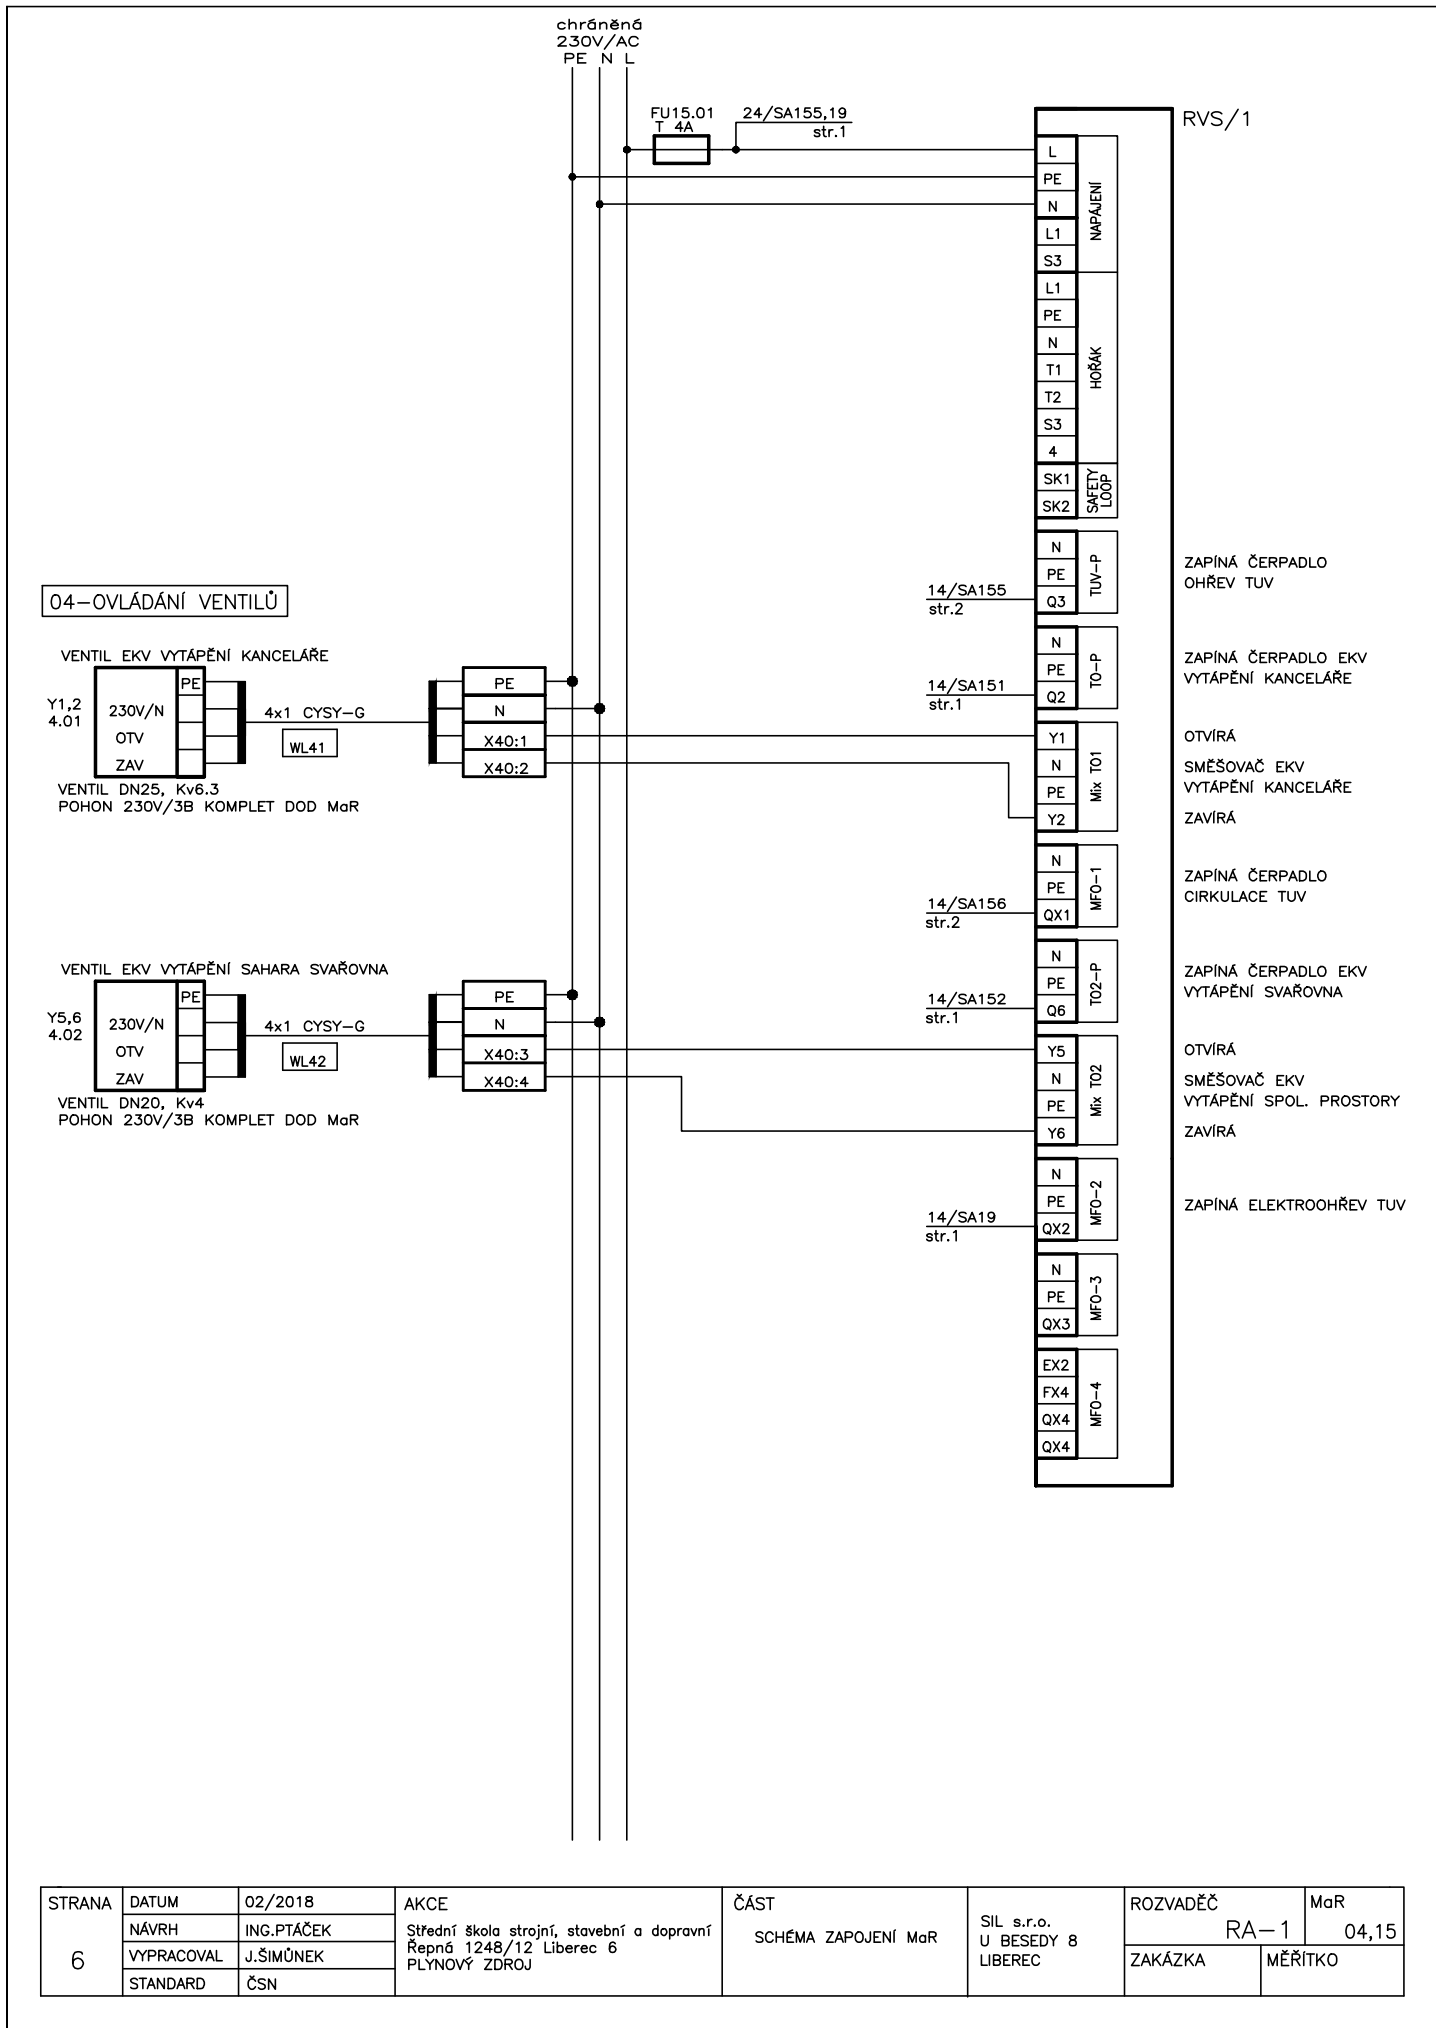 chráněná
230V/AC
PE N L
FU15.01
T 4A
24/SA155,19
str.1
RVS/1
L
PE
N
L1
S3
NAPÁJENÍ
L1
PE
N
T1
T2
S3
4
HOŘÁK
SK1
SK2
SAFETY
LOOP
N
PE
Q3
TUV-P
14/SA155
str.2
ZAPÍNÁ ČERPADLO
OHŘEV TUV
04-OVLÁDÁNÍ VENTILŮ
N
PE
Q2
TO-P
14/SA151
str.1
ZAPÍNÁ ČERPADLO EKV
VYTÁPĚNÍ KANCELÁŘE
VENTIL EKV VYTÁPĚNÍ KANCELÁŘE
Y1,2
4.01
PE
230V/N
OTV
ZAV
4x1 CYSY-G
WL41
PE
N
X40:1
X40:2
VENTIL DN25, Kv6.3
POHON 230V/3B KOMPLET DOD MaR
Y1
N
PE
Y2
Mix TO1
OTVÍRÁ
SMĚŠOVAČ EKV
VYTÁPĚNÍ KANCELÁŘE
ZAVÍRÁ
N
PE
QX1
MFO-1
14/SA156
str.2
ZAPÍNÁ ČERPADLO
CIRKULACE TUV
N
PE
Q6
TO2-P
14/SA152
str.1
ZAPÍNÁ ČERPADLO EKV
VYTÁPĚNÍ SVAŘOVNA
VENTIL EKV VYTÁPĚNÍ SAHARA SVAŘOVNA
Y5,6
4.02
PE
230V/N
OTV
ZAV
4x1 CYSY-G
WL42
PE
N
X40:3
X40:4
VENTIL DN20, Kv4
POHON 230V/3B KOMPLET DOD MaR
Y5
N
PE
Y6
Mix TO2
OTVÍRÁ
SMĚŠOVAČ EKV
VYTÁPĚNÍ SPOL. PROSTORY
ZAVÍRÁ
N
PE
QX2
MFO-2
14/SA19
str.1
ZAPÍNÁ ELEKTROOHŘEV TUV
N
PE
QX3
MFO-3
EX2
FX4
QX4
QX4
MFO-4
STRANA
6
DATUM 02/2018
NÁVRH ING.PTÁČEK
VYPRACOVAL J.ŠIMŮNEK
STANDARD ČSN
AKCE
Střední škola strojní, stavební a dopravní
Řepná 1248/12 Liberec 6
PLYNOVÝ ZDROJ
ČÁST
SCHÉMA ZAPOJENÍ MaR
SIL s.r.o.
U BESEDY 8
LIBEREC
ROZVADĚČ
RA-1
MaR
04,15
ZAKÁZKA
MĚŘÍTKO